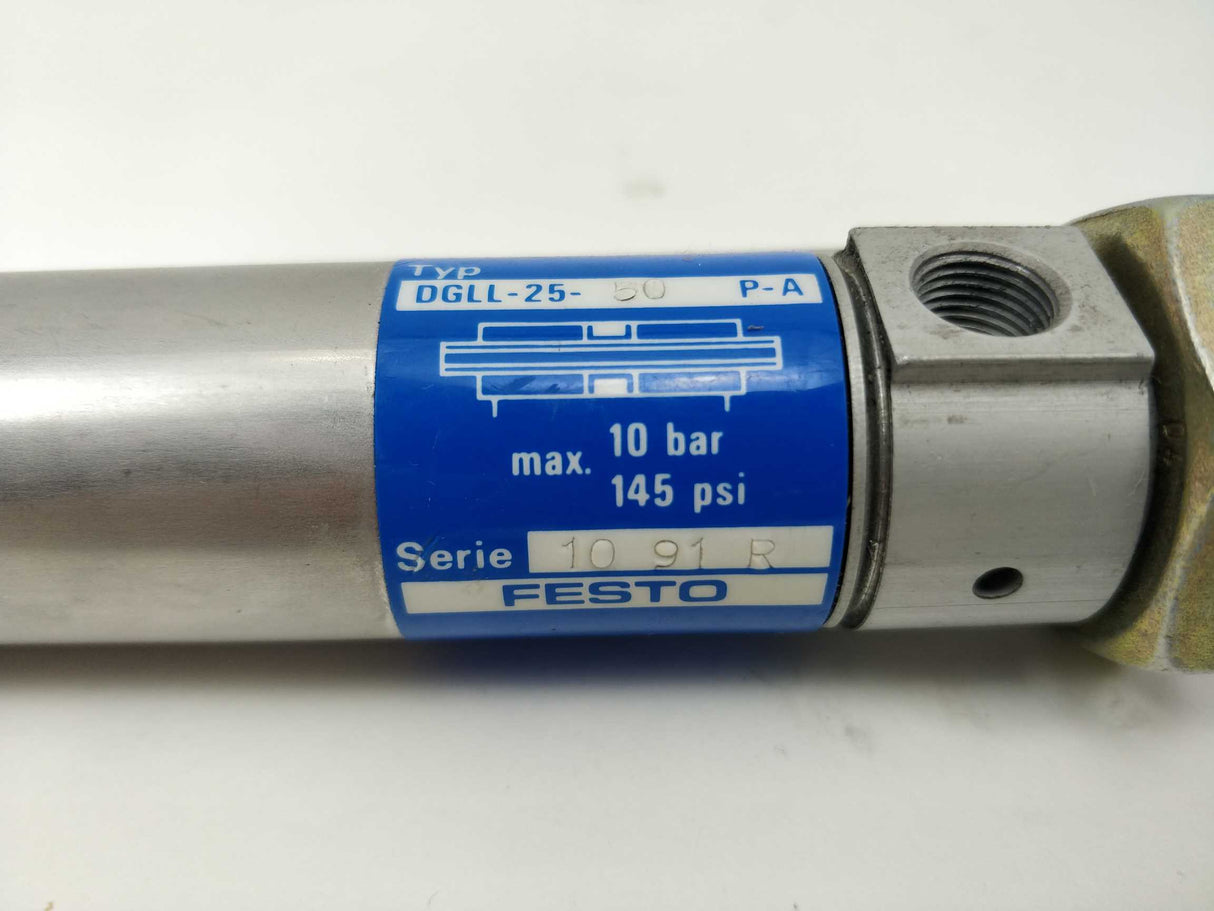 Typ
DGLL-25- 50 P-A
max. 10 bar
145 psi
Serie 10 91 R
FESTO